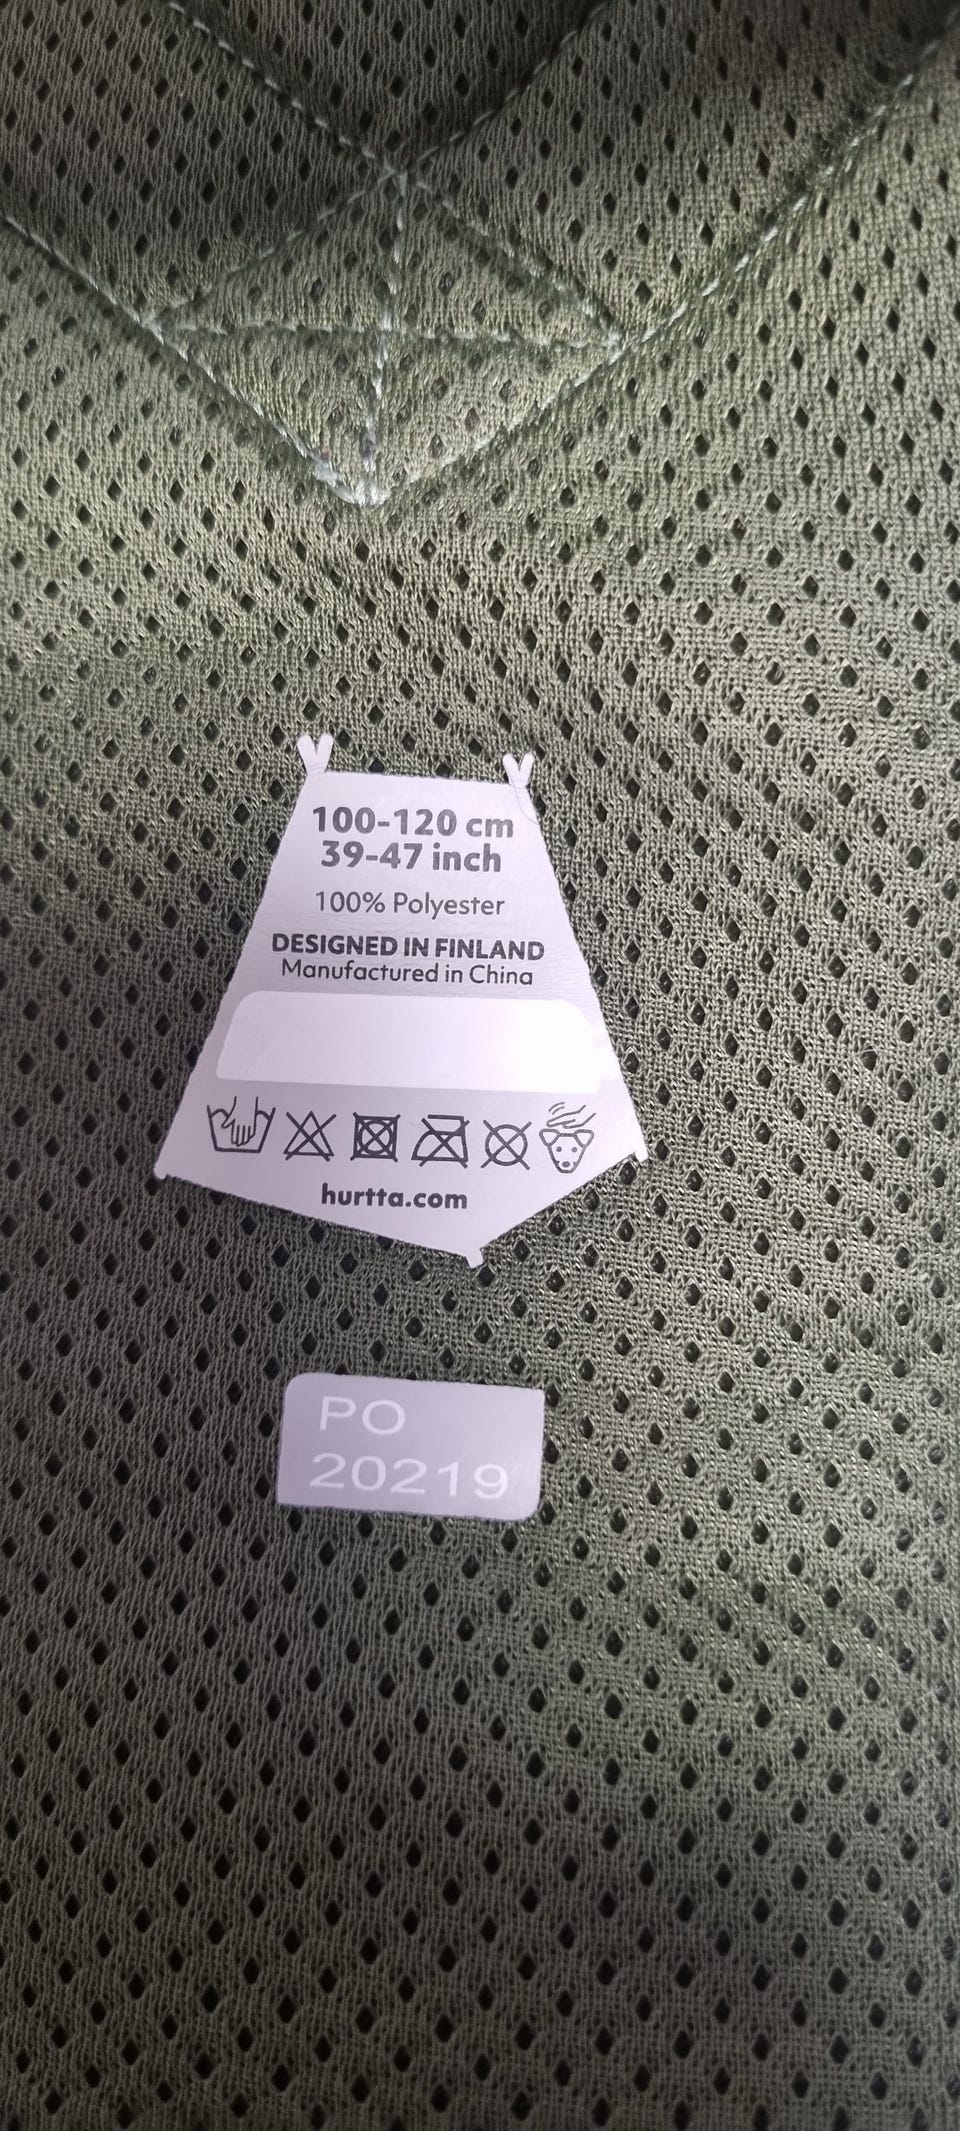 100-120 cm
39-47 inch
100% Polyester
DESIGNED IN FINLAND
Manufactured in China
hurtta.com
PO
20219